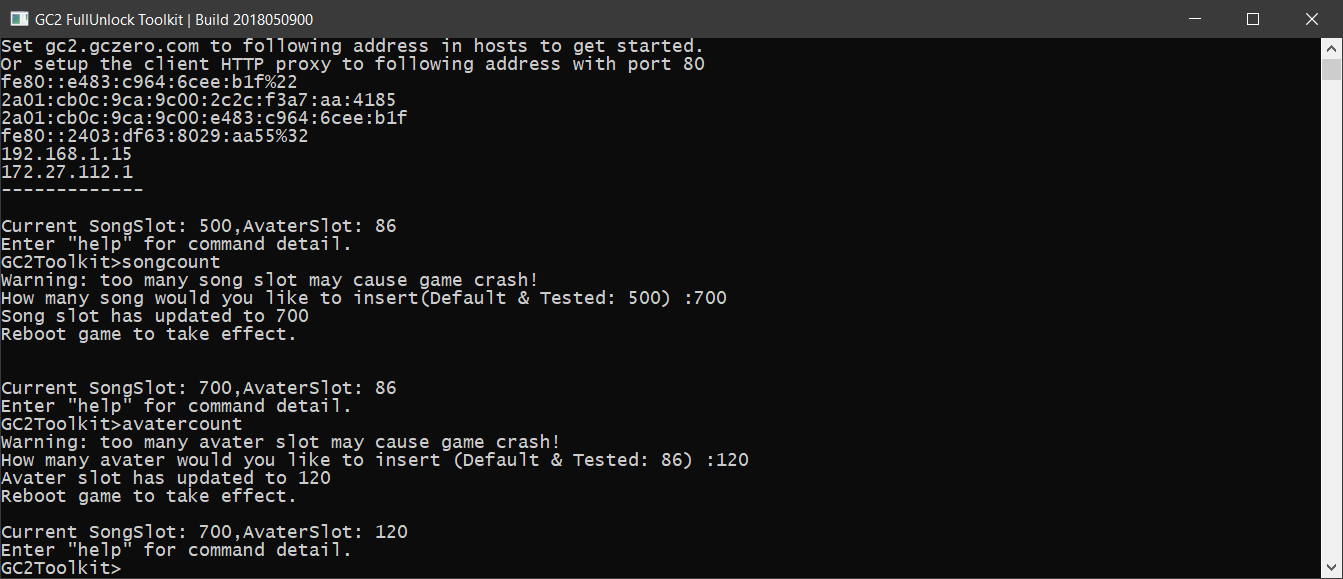 GC2 FullUnlock Toolkit | Build 2018050900
Set gc2.gczero.com to following address in hosts to get started.
Or setup the client HTTP proxy to following address with port 80
fe80::e483:c964:6cee:b1f%22
2a01:cb0c:9ca:9c00:2c2c:f3a7:aa:4185
2a01:cb0c:9ca:9c00:e483:c964:6cee:b1f
fe80::2403:df63:8029:aa55%32
192.168.1.15
172.27.112.1
-------------
Current SongSlot: 500,AvaterSlot: 86
Enter "help" for command detail.
GC2Toolkit>songcount
Warning: too many song slot may cause game crash!
How many song would you like to insert(Default & Tested: 500) :700
Song slot has updated to 700
Reboot game to take effect.
Current SongSlot: 700,AvaterSlot: 86
Enter "help" for command detail.
GC2Toolkit>avatercount
Warning: too many avater slot may cause game crash!
How many avater would you like to insert (Default & Tested: 86) :120
Avater slot has updated to 120
Reboot game to take effect.
Current SongSlot: 700,AvaterSlot: 120
Enter "help" for command detail.
GC2Toolkit>